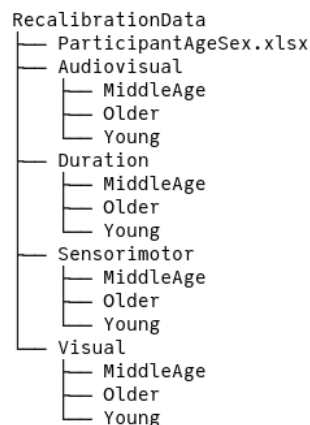 RecalibrationData
├── ParticipantAgeSex.xlsx
├── Audiovisual
│   ├── MiddleAge
│   ├── Older
│   └── Young
├── Duration
│   ├── MiddleAge
│   ├── Older
│   └── Young
├── Sensorimotor
│   ├── MiddleAge
│   ├── Older
│   └── Young
└── Visual
    ├── MiddleAge
    ├── Older
    └── Young